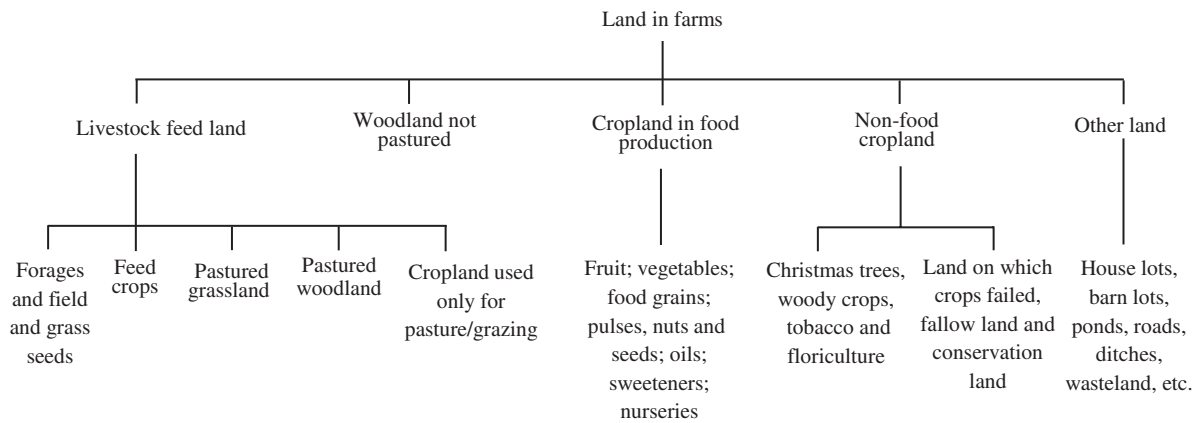 Land in farms
Livestock feed land
Woodland not
pastured
Cropland in food
production
Non-food
cropland
Other land
Forages
and field
and grass
seeds
Feed
crops
Pastured
grassland
Pastured
woodland
Cropland used
only for
pasture/grazing
Fruit; vegetables;
food grains;
pulses, nuts and
seeds; oils;
sweeteners;
nurseries
Christmas trees,
woody crops,
tobacco and
floriculture
Land on which
crops failed,
fallow land and
conservation
land
House lots,
barn lots,
ponds, roads,
ditches,
wasteland, etc.